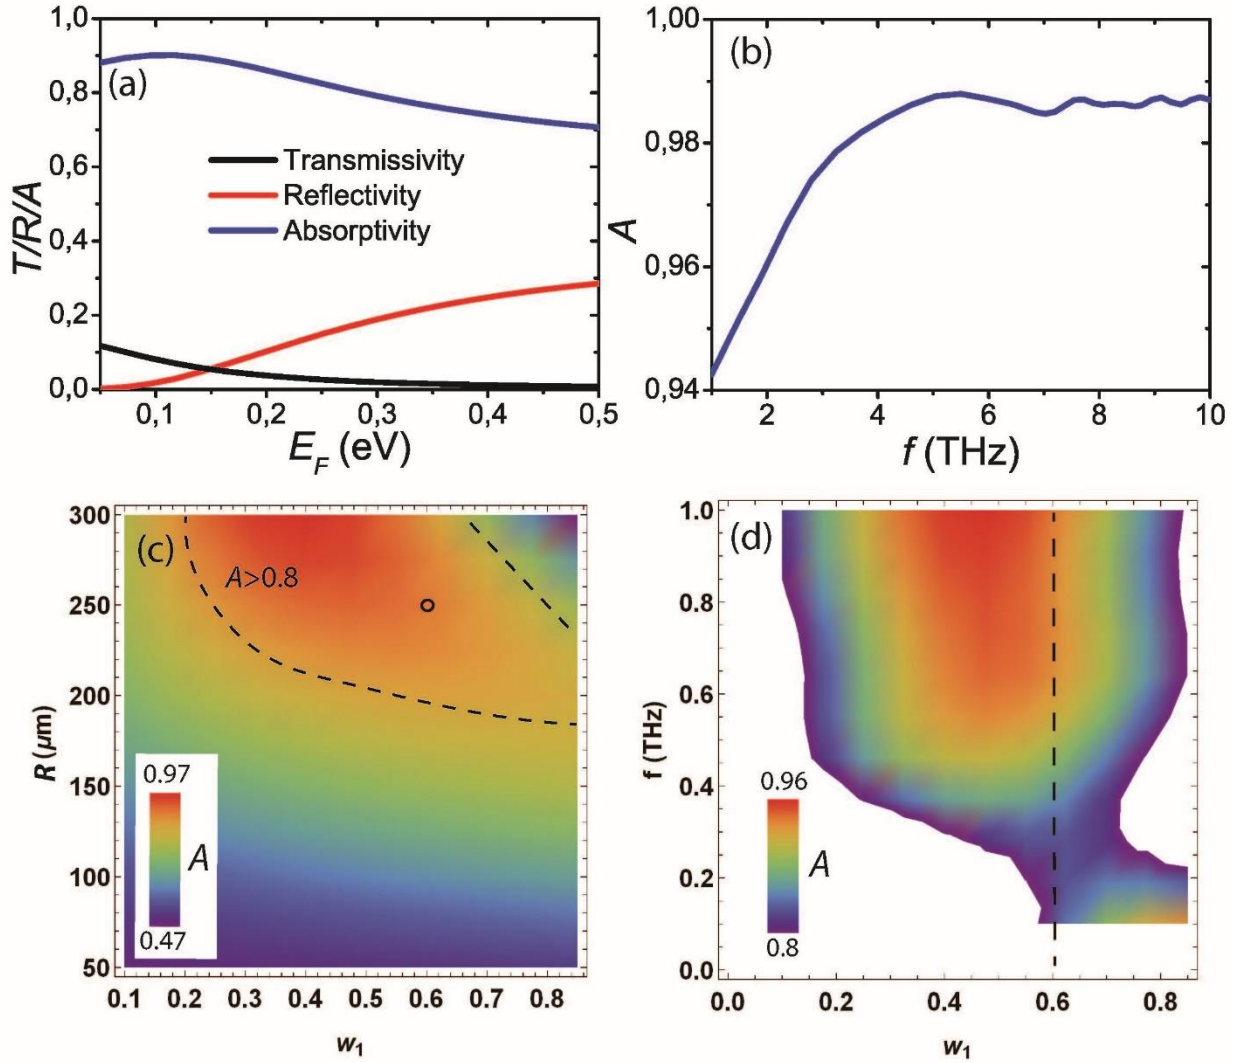 (a)
1,0
0,8
0,6
0,4
0,2
0,0
T/R/A
Transmissivity
Reflectivity
Absorptivity
0,1 0,2 0,3 0,4 0,5
E_F (eV)
(b)
1,00
0,98
0,96
0,94
A
2 4 6 8 10
f (THz)
(c)
300
250
200
150
100
50
R (μm)
A>0.8
0.97
A
0.47
0.1 0.2 0.3 0.4 0.5 0.6 0.7 0.8
w₁
(d)
1.0
0.8
0.6
0.4
0.2
0.0
f (THz)
0.96
A
0.8
0.0 0.2 0.4 0.6 0.8
w₁